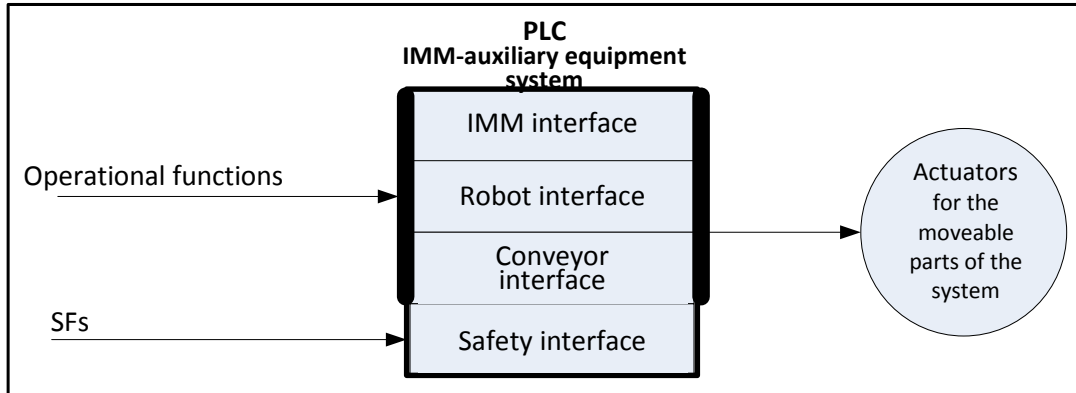 PLC
IMM-auxiliary equipment
system
IMM interface
Operational functions
Robot interface
Conveyor
interface
SFs
Safety interface
Actuators
for the
moveable
parts of the
system